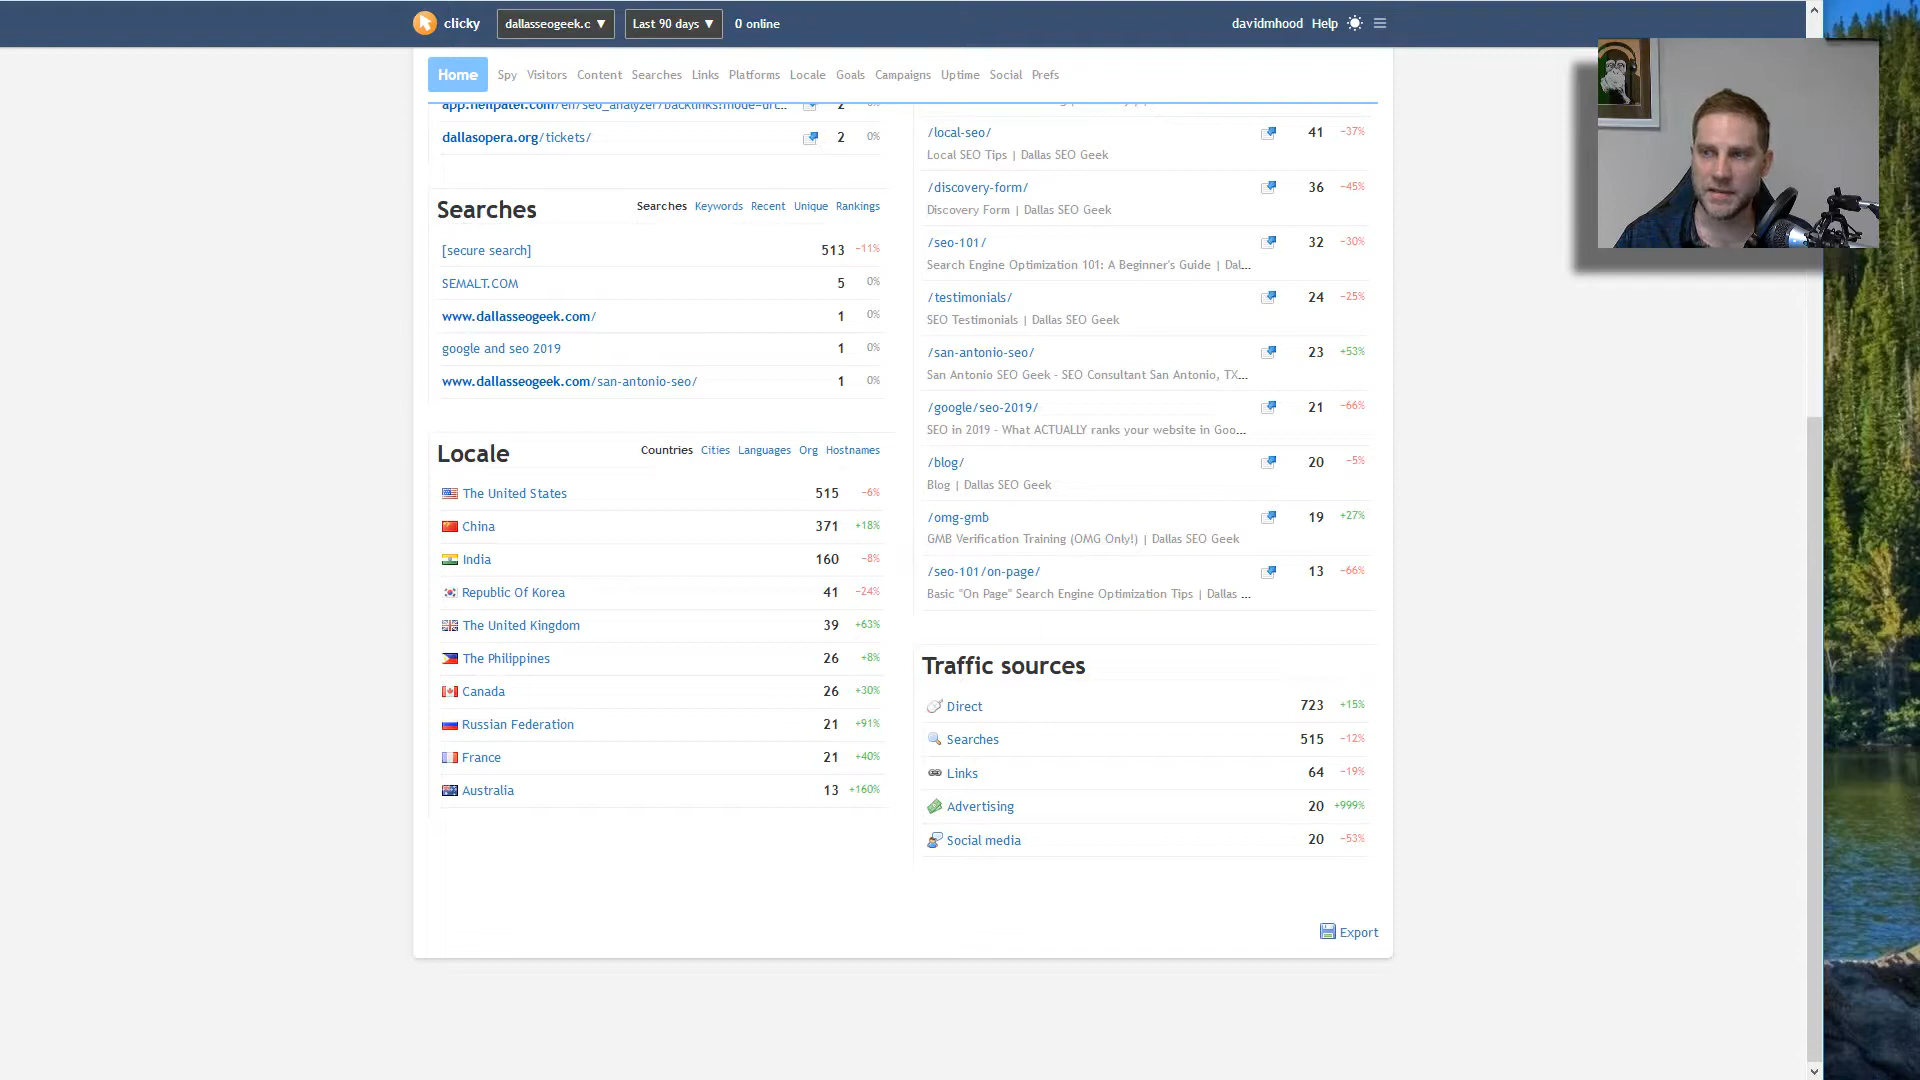 clicky
dallasseogeek.c ▼
Last 90 days ▼
0 online
davidmhood Help
Home Spy Visitors Content Searches Links Platforms Locale Goals Campaigns Uptime Social Prefs
2 0%
dallasopera.org/tickets/ 2 0%
Searches
Searches Keywords Recent Unique Rankings
[secure search] 513 -11%
SEMALT.COM 5 0%
www.dallasseogeek.com/ 1 0%
google and seo 2019 1 0%
www.dallasseogeek.com/san-antonio-seo/ 1 0%
Locale
Countries Cities Languages Org Hostnames
The United States 515 -6%
China 371 +18%
India 160 -8%
Republic Of Korea 41 -24%
The United Kingdom 39 +63%
The Philippines 26 +8%
Canada 26 +30%
Russian Federation 21 +91%
France 21 +40%
Australia 13 +160%
/local-seo/ 41 -37%
Local SEO Tips | Dallas SEO Geek
/discovery-form/ 36 -45%
Discovery Form | Dallas SEO Geek
/seo-101/ 32 -30%
Search Engine Optimization 101: A Beginner's Guide | Dal...
/testimonials/ 24 -25%
SEO Testimonials | Dallas SEO Geek
/san-antonio-seo/ 23 +53%
San Antonio SEO Geek - SEO Consultant San Antonio, TX...
/google/seo-2019/ 21 -66%
SEO in 2019 - What ACTUALLY ranks your website in Goo...
/blog/ 20 -5%
Blog | Dallas SEO Geek
/omg-gmb 19 +27%
GMB Verification Training (OMG Only!) | Dallas SEO Geek
/seo-101/on-page/ 13 -66%
Basic "On Page" Search Engine Optimization Tips | Dallas ...
Traffic sources
Direct 723 +15%
Searches 515 -12%
Links 64 -19%
Advertising 20 +999%
Social media 20 -53%
Export